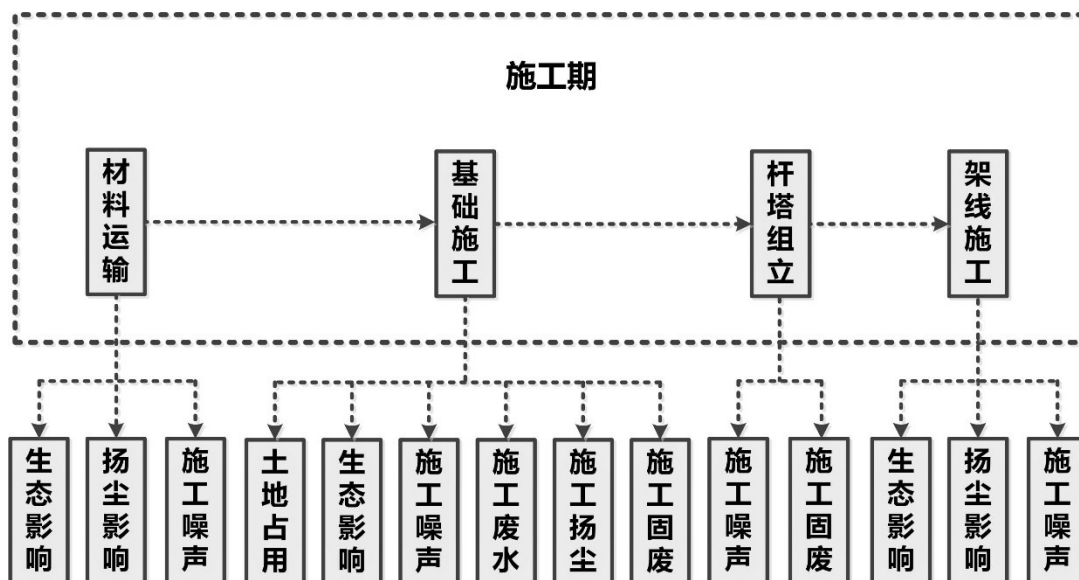 施工期
材料运输
基础施工
杆塔组立
架线施工
生态影响
扬尘影响
施工噪声
土地占用
生态影响
施工噪声
施工废水
施工扬尘
施工固废
施工噪声
施工固废
生态影响
扬尘影响
施工噪声